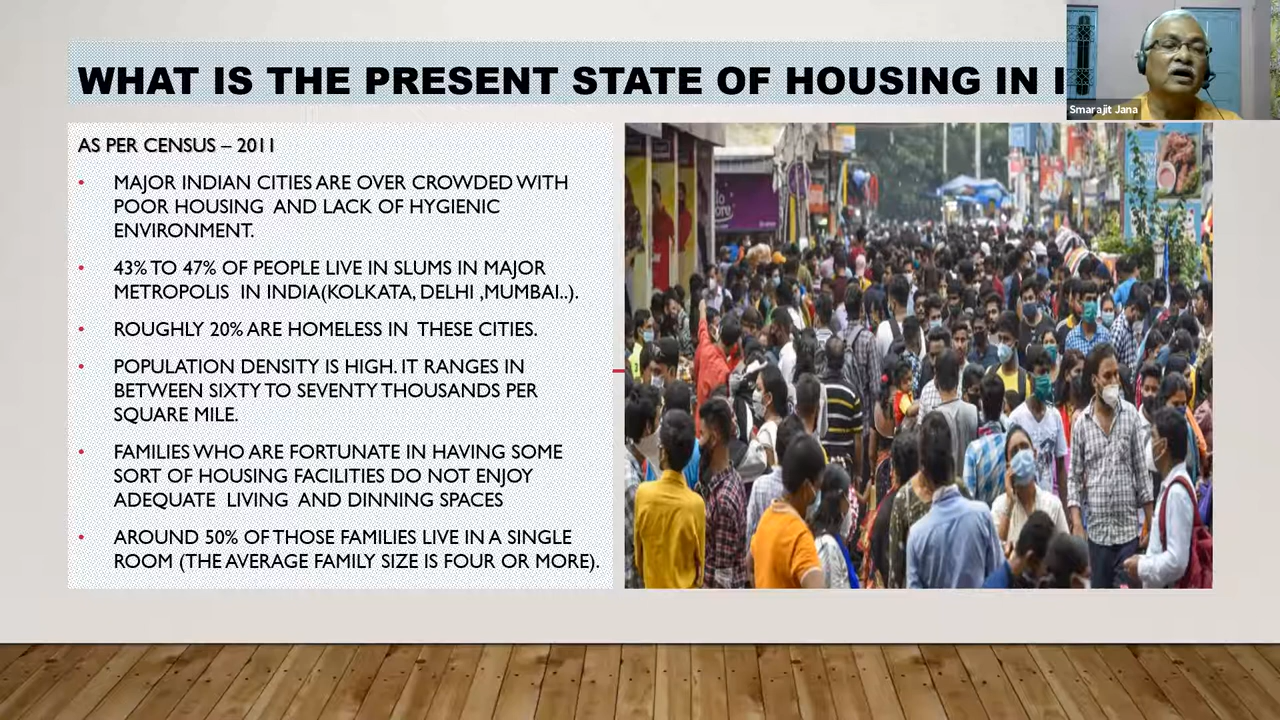 WHAT IS THE PRESENT STATE OF HOUSING IN
Smarajit Jana
AS PER CENSUS – 2011
• MAJOR INDIAN CITIES ARE OVER CROWDED WITH
POOR HOUSING AND LACK OF HYGIENIC
ENVIRONMENT.
• 43% TO 47% OF PEOPLE LIVE IN SLUMS IN MAJOR
METROPOLIS IN INDIA(KOLKATA, DELHI ,MUMBAI..).
• ROUGHLY 20% ARE HOMELESS IN THESE CITIES.
• POPULATION DENSITY IS HIGH. IT RANGES IN
BETWEEN SIXTY TO SEVENTY THOUSANDS PER
SQUARE MILE.
• FAMILIES WHO ARE FORTUNATE IN HAVING SOME
SORT OF HOUSING FACILITIES DO NOT ENJOY
ADEQUATE LIVING AND DINNING SPACES
• AROUND 50% OF THOSE FAMILIES LIVE IN A SINGLE
ROOM (THE AVERAGE FAMILY SIZE IS FOUR OR MORE).